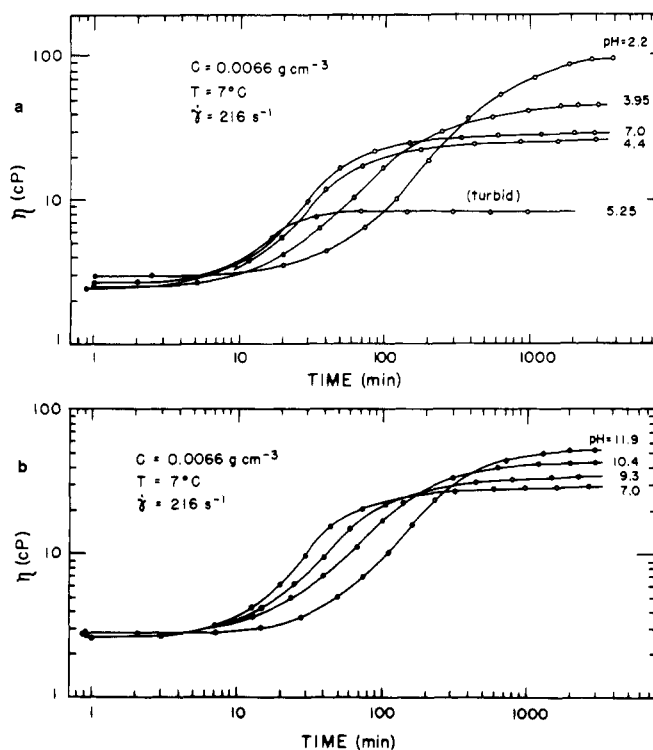 a
η (cP)
100
10
1
C = 0.0066 g cm⁻³
T = 7°C
γ̇ = 216 s⁻¹
pH=2.2
3.95
7.0
4.4
(turbid)
5.25
1 10 100 1000
TIME (min)
b
η (cP)
100
10
1
C = 0.0066 g cm⁻³
T = 7°C
γ̇ = 216 s⁻¹
pH=11.9
10.4
9.3
7.0
1 10 100 1000
TIME (min)